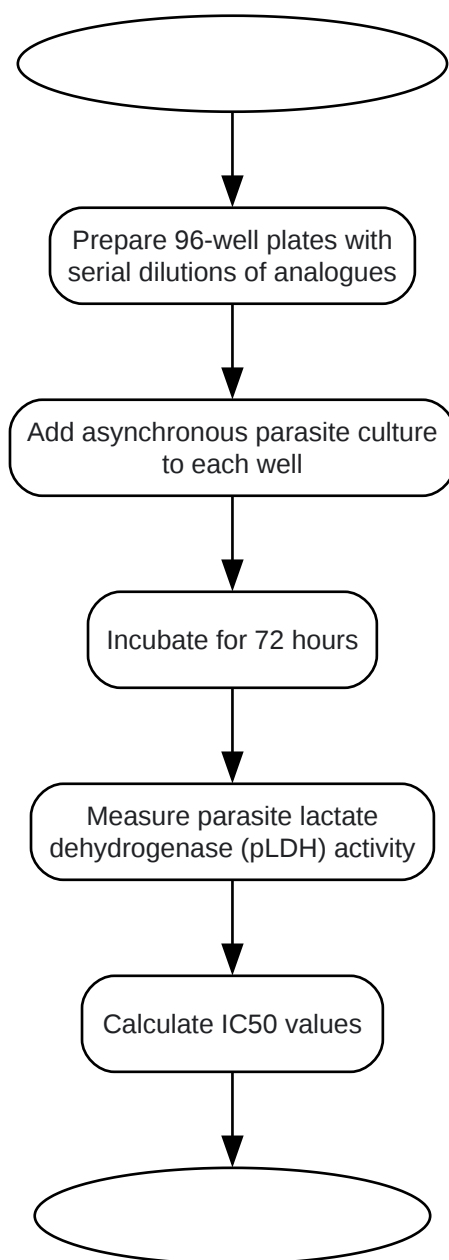 Prepare 96-well plates with
serial dilutions of analogues
Add asynchronous parasite culture
to each well
Incubate for 72 hours
Measure parasite lactate
dehydrogenase (pLDH) activity
Calculate IC50 values